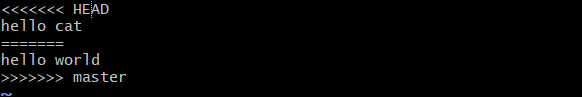 <<<<<<< HEAD
hello cat
=======
hello world
>>>>>>> master
~